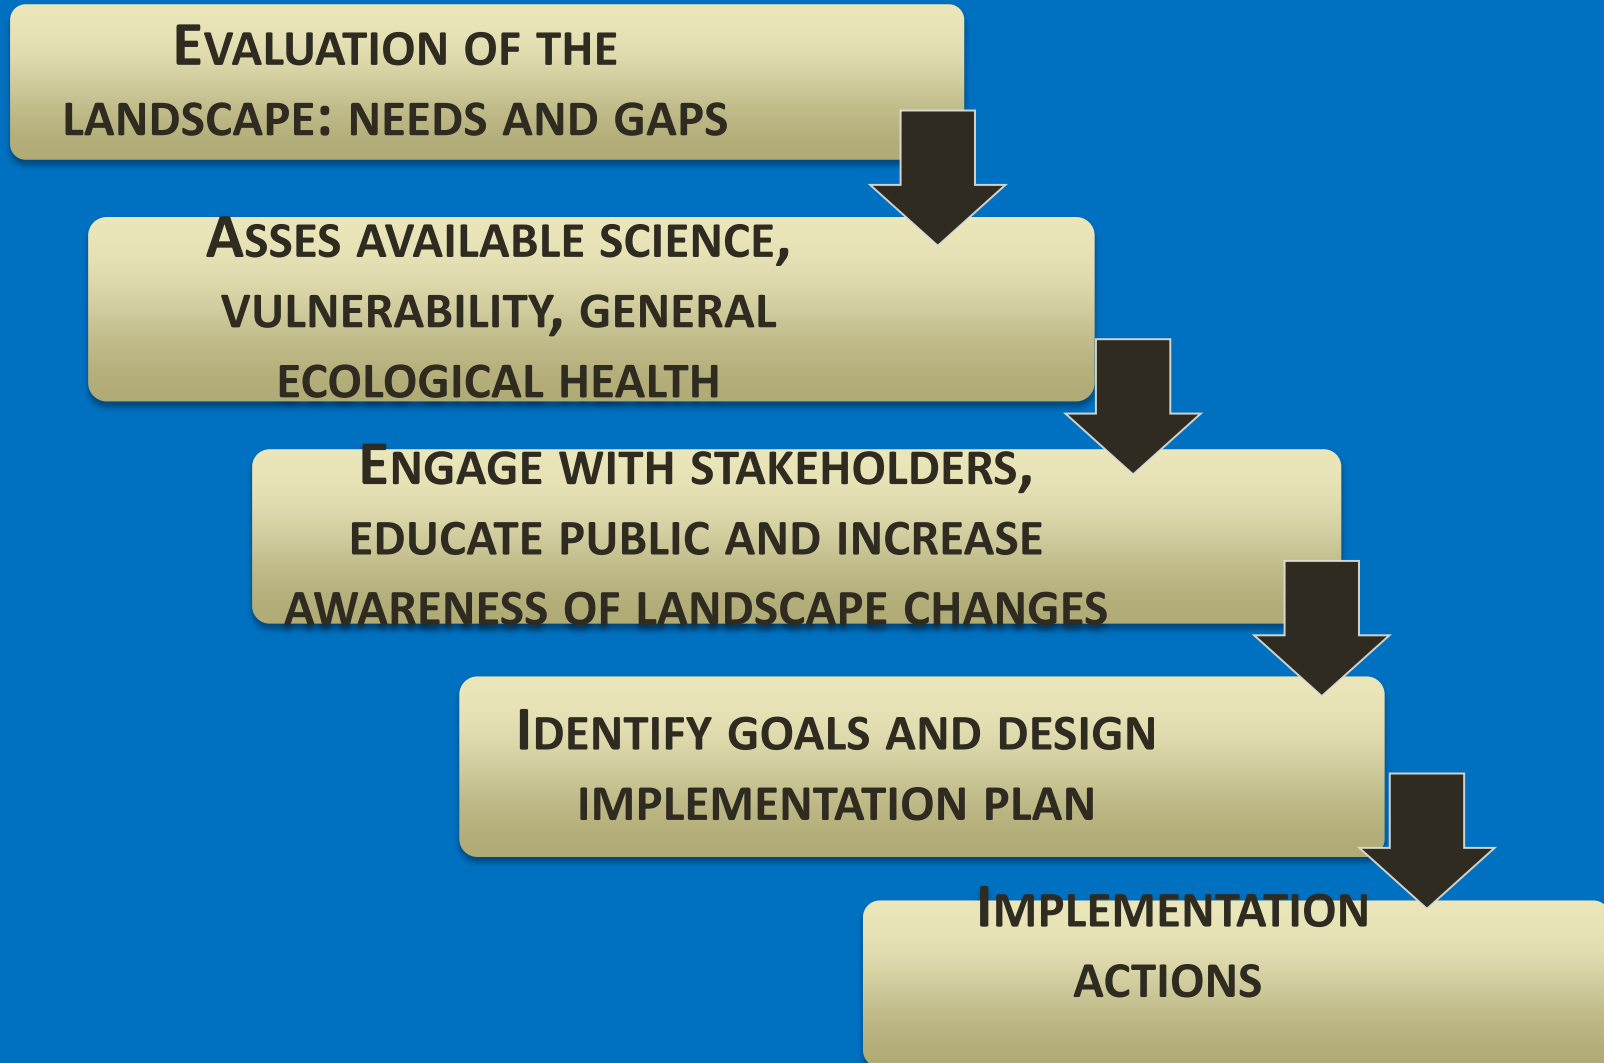 Evaluation of the
landscape: needs and gaps
Asses available science,
vulnerability, general
ecological health
Engage with stakeholders,
educate public and increase
awareness of landscape changes
Identify goals and design
implementation plan
Implementation
actions